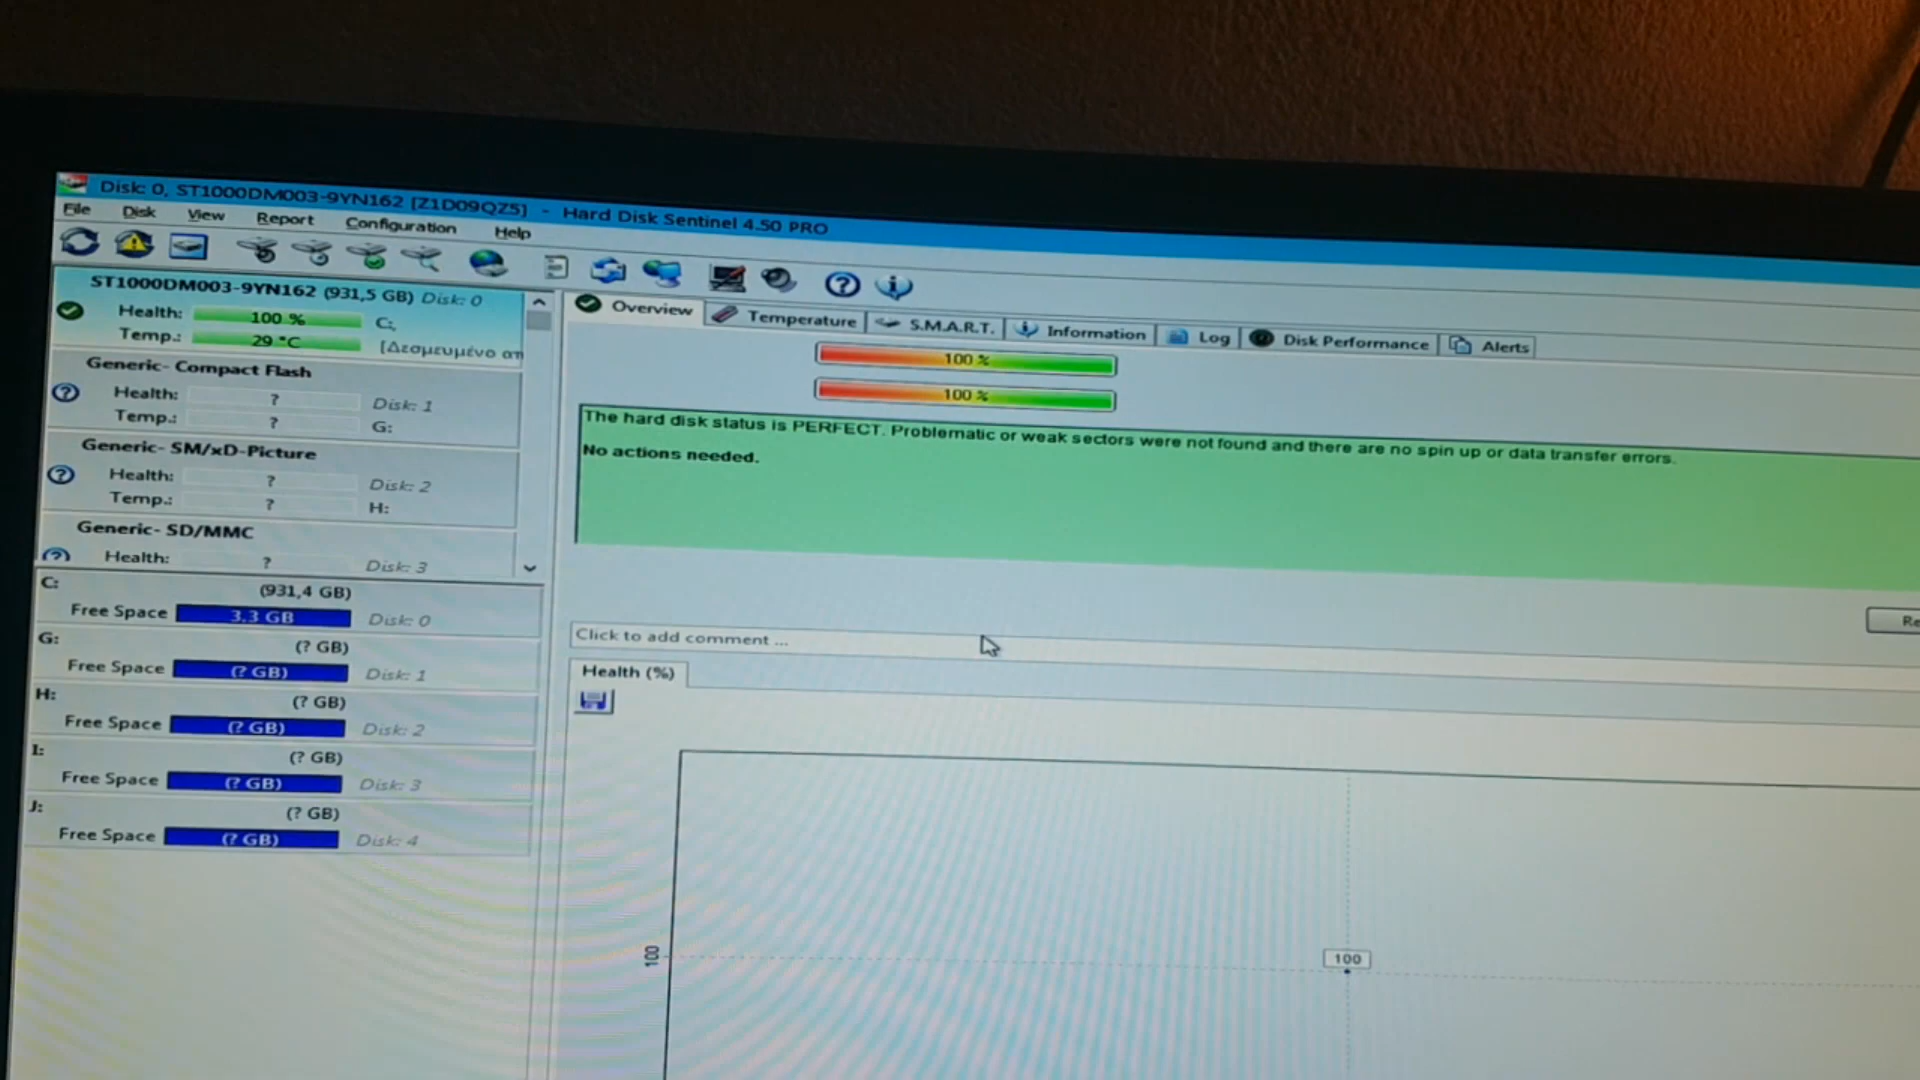 Disk: 0, ST1000DM003-9YN162 [Z1D09QZ5] - Hard Disk Sentinel 4.50 PRO
File Disk View Report Configuration Help
ST1000DM003-9YN162 (931,5 GB) Disk: 0
Health: 100 % C:,
Temp.: 29 °C [Δεσμευμένο απ
Generic- Compact Flash
Health: ? Disk: 1
Temp.: ? G:
Generic- SM/xD-Picture
Health: ? Disk: 2
Temp.: ? H:
Generic- SD/MMC
Health: ? Disk: 3
C: (931,4 GB)
Free Space 3.3 GB Disk: 0
G: (? GB)
Free Space (? GB) Disk: 1
H: (? GB)
Free Space (? GB) Disk: 2
I: (? GB)
Free Space (? GB) Disk: 3
J: (? GB)
Free Space (? GB) Disk: 4
Overview Temperature S.M.A.R.T. Information Log Disk Performance Alerts
100 %
100 %
The hard disk status is PERFECT. Problematic or weak sectors were not found and there are no spin up or data transfer errors.
No actions needed.
Re
Click to add comment ...
Health (%)
100
100